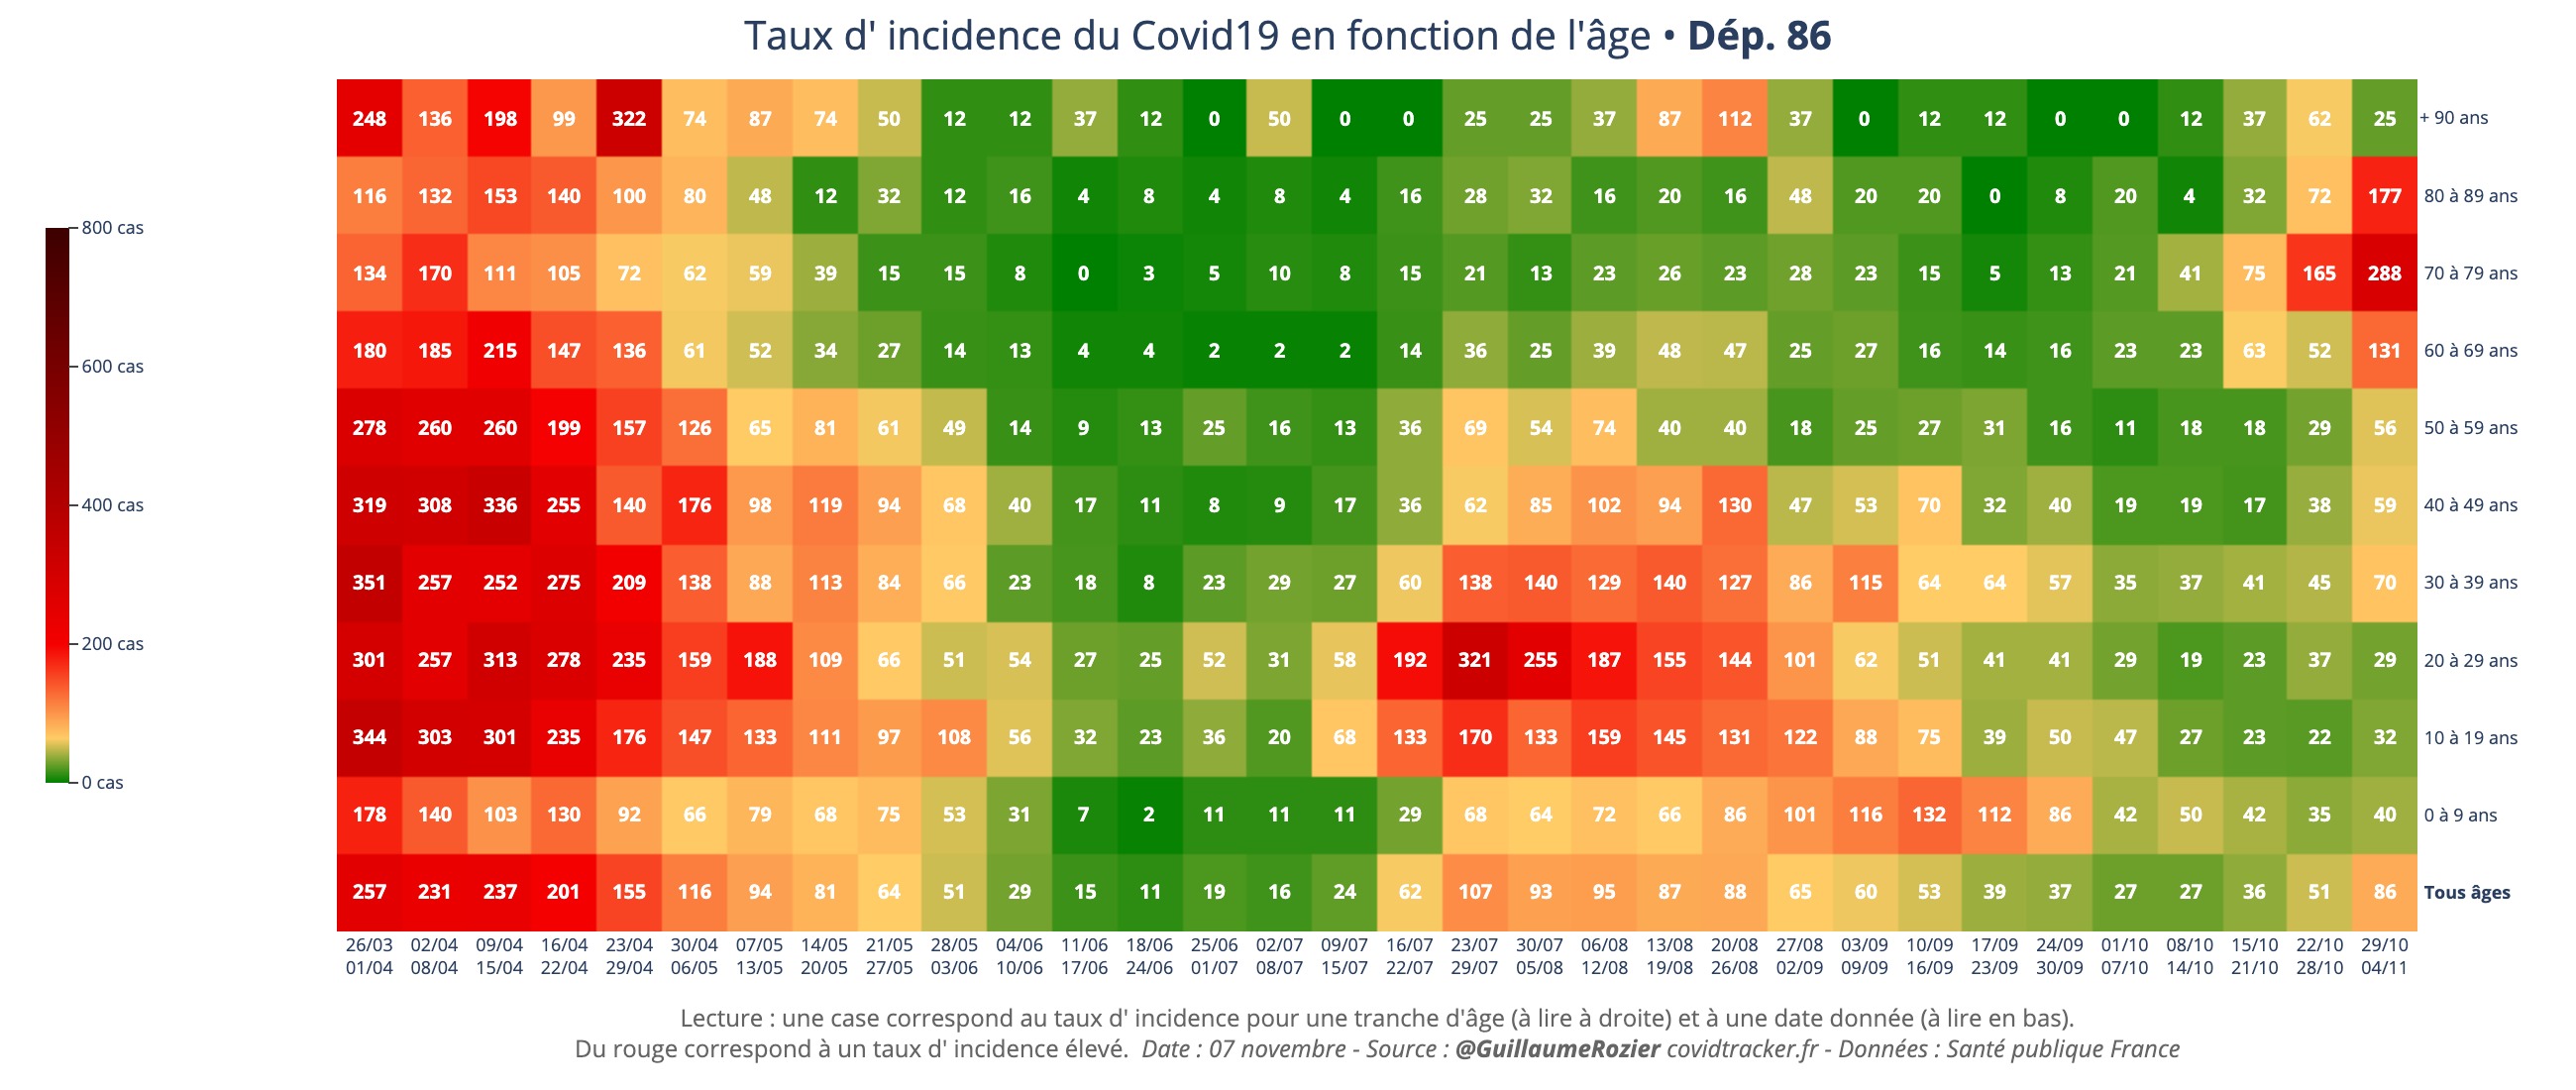 Taux d' incidence du Covid19 en fonction de l'âge • Dép. 86
800 cas
600 cas
400 cas
200 cas
0 cas
248 136 198 99 322 74 87 74 50 12 12 37 12 0 50 0 0 25 25 37 87 112 37 0 12 12 0 0 12 37 62 25 + 90 ans
116 132 153 140 100 80 48 12 32 12 16 4 8 4 8 4 16 28 32 16 20 16 48 20 20 0 8 20 4 32 72 177 80 à 89 ans
134 170 111 105 72 62 59 39 15 15 8 0 3 5 10 8 15 21 13 23 26 23 28 23 15 5 13 21 41 75 165 288 70 à 79 ans
180 185 215 147 136 61 52 34 27 14 13 4 4 2 2 2 14 36 25 39 48 47 25 27 16 14 16 23 23 63 52 131 60 à 69 ans
278 260 260 199 157 126 65 81 61 49 14 9 13 25 16 13 36 69 54 74 40 40 18 25 27 31 16 11 18 18 29 56 50 à 59 ans
319 308 336 255 140 176 98 119 94 68 40 17 11 8 9 17 36 62 85 102 94 130 47 53 70 32 40 19 19 17 38 59 40 à 49 ans
351 257 252 275 209 138 88 113 84 66 23 18 8 23 29 27 60 138 140 129 140 127 86 115 64 64 57 35 37 41 45 70 30 à 39 ans
301 257 313 278 235 159 188 109 66 51 54 27 25 52 31 58 192 321 255 187 155 144 101 62 51 41 41 29 19 23 37 29 20 à 29 ans
344 303 301 235 176 147 133 111 97 108 56 32 23 36 20 68 133 170 133 159 145 131 122 88 75 39 50 47 27 23 22 32 10 à 19 ans
178 140 103 130 92 66 79 68 75 53 31 7 2 11 11 11 29 68 64 72 66 86 101 116 132 112 86 42 50 42 35 40 0 à 9 ans
257 231 237 201 155 116 94 81 64 51 29 15 11 19 16 24 62 107 93 95 87 88 65 60 53 39 37 27 27 36 51 86 Tous âges
26/03 02/04 09/04 16/04 23/04 30/04 07/05 14/05 21/05 28/05 04/06 11/06 18/06 25/06 02/07 09/07 16/07 23/07 30/07 06/08 13/08 20/08 27/08 03/09 10/09 17/09 24/09 01/10 08/10 15/10 22/10 29/10
01/04 08/04 15/04 22/04 29/04 06/05 13/05 20/05 27/05 03/06 10/06 17/06 24/06 01/07 08/07 15/07 22/07 29/07 05/08 12/08 19/08 26/08 02/09 09/09 16/09 23/09 30/09 07/10 14/10 21/10 28/10 04/11
Lecture : une case correspond au taux d' incidence pour une tranche d'âge (à lire à droite) et à une date donnée (à lire en bas).
Du rouge correspond à un taux d' incidence élevé. Date : 07 novembre - Source : @GuillaumeRozier covidtracker.fr - Données : Santé publique France